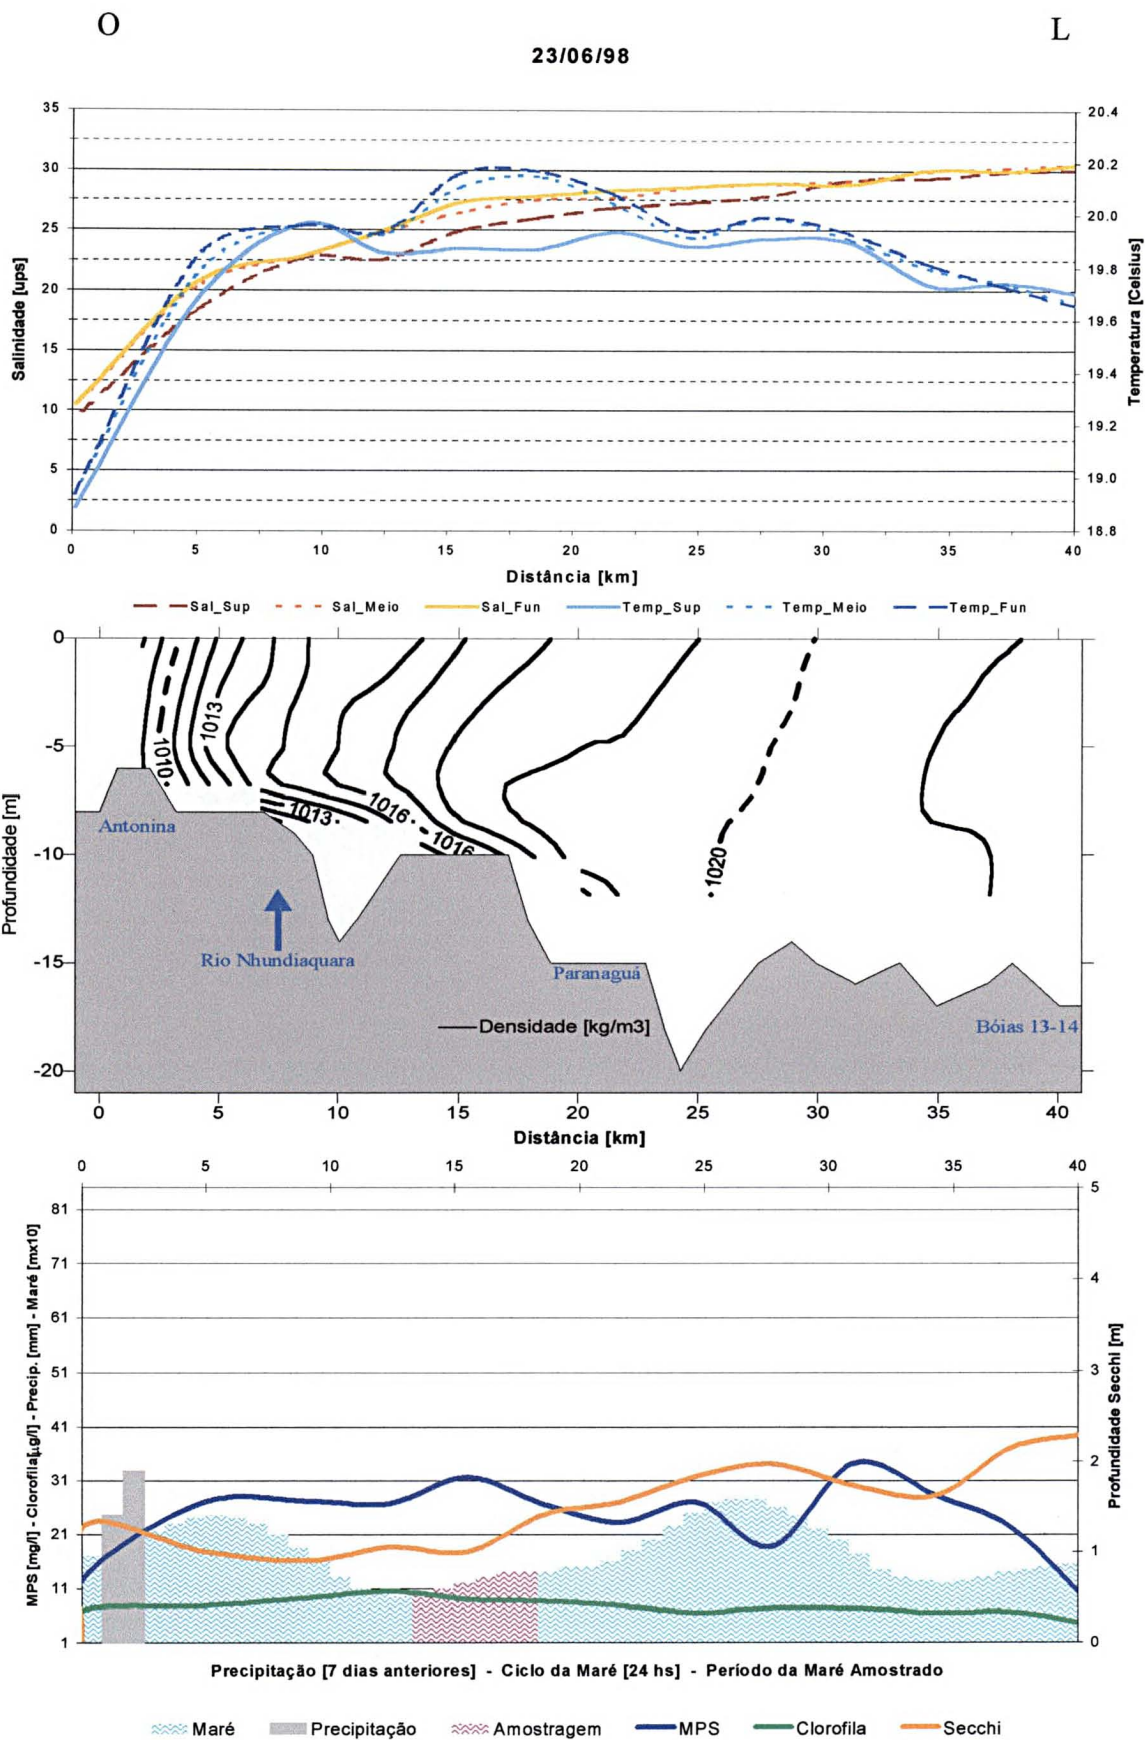 O L
23/06/98
35
30
25
20
15
10
5
0
Salinidade [ups]
20.4
20.2
20.0
19.8
19.6
19.4
19.2
19.0
18.8
Temperatura [Celsius]
0 5 10 15 20 25 30 35 40
Distância [km]
Sal_Sup Sal_Meio Sal_Fun Temp_Sup Temp_Meio Temp_Fun
0
-5
-10
-15
-20
Profundidade [m]
1010
1013
1013
1016
1016
1020
Antonina
Rio Nhundiaquara
Paranaguá
Densidade [kg/m3]
Bóias 13-14
0 5 10 15 20 25 30 35 40
Distância [km]
0 5 10 15 20 25 30 35 40
81
71
61
51
41
31
21
11
1
MPS [mg/l] - Clorofila[µg/l] - Precip. [mm] - Maré [mx10]
5
4
3
2
1
0
Profundidade Secchi [m]
Precipitação [7 dias anteriores] - Ciclo da Maré [24 hs] - Período da Maré Amostrado
Maré Precipitação Amostragem MPS Clorofila Secchi